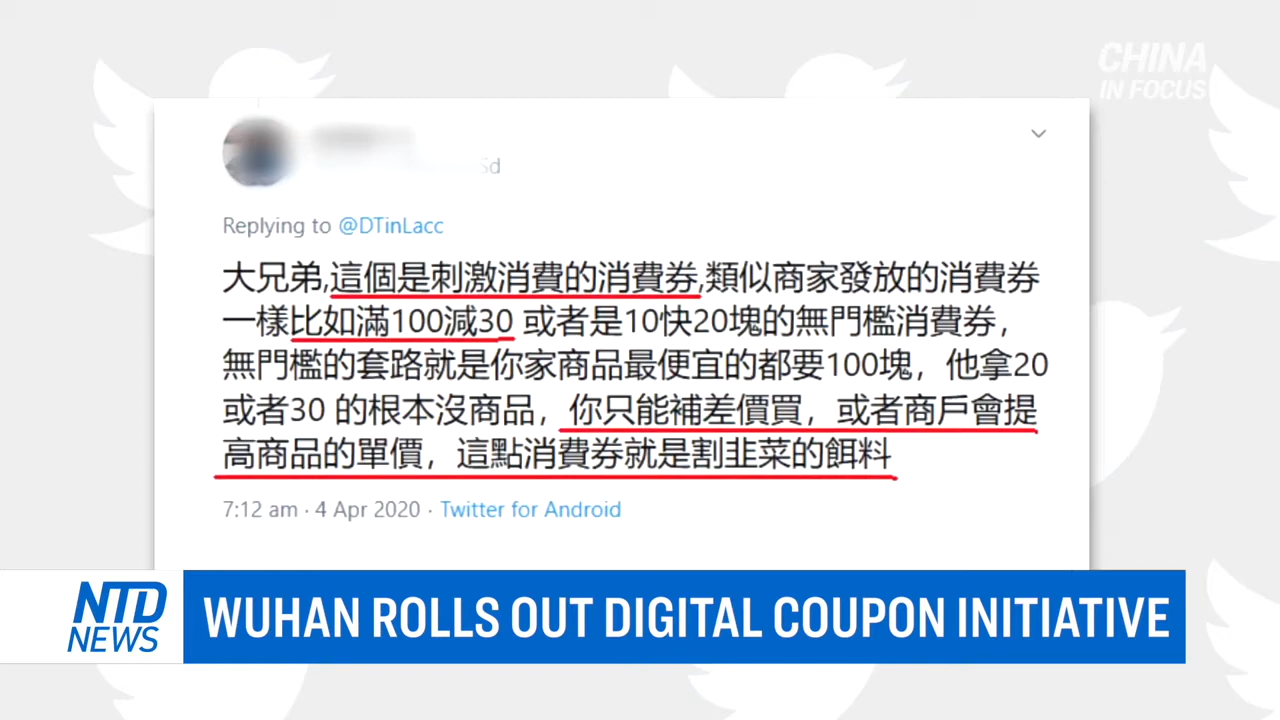 CHINA
IN FOCUS
5d
Replying to @DTinLacc
大兄弟,這個是刺激消費的消費券,類似商家發放的消費券
一樣比如滿100減30 或者是10快20塊的無門檻消費券，
無門檻的套路就是你家商品最便宜的都要100塊，他拿20
或者30 的根本沒商品，你只能補差價買，或者商戶會提
高商品的單價，這點消費券就是割韭菜的餌料
7:12 am · 4 Apr 2020 · Twitter for Android
NTD
NEWS
WUHAN ROLLS OUT DIGITAL COUPON INITIATIVE